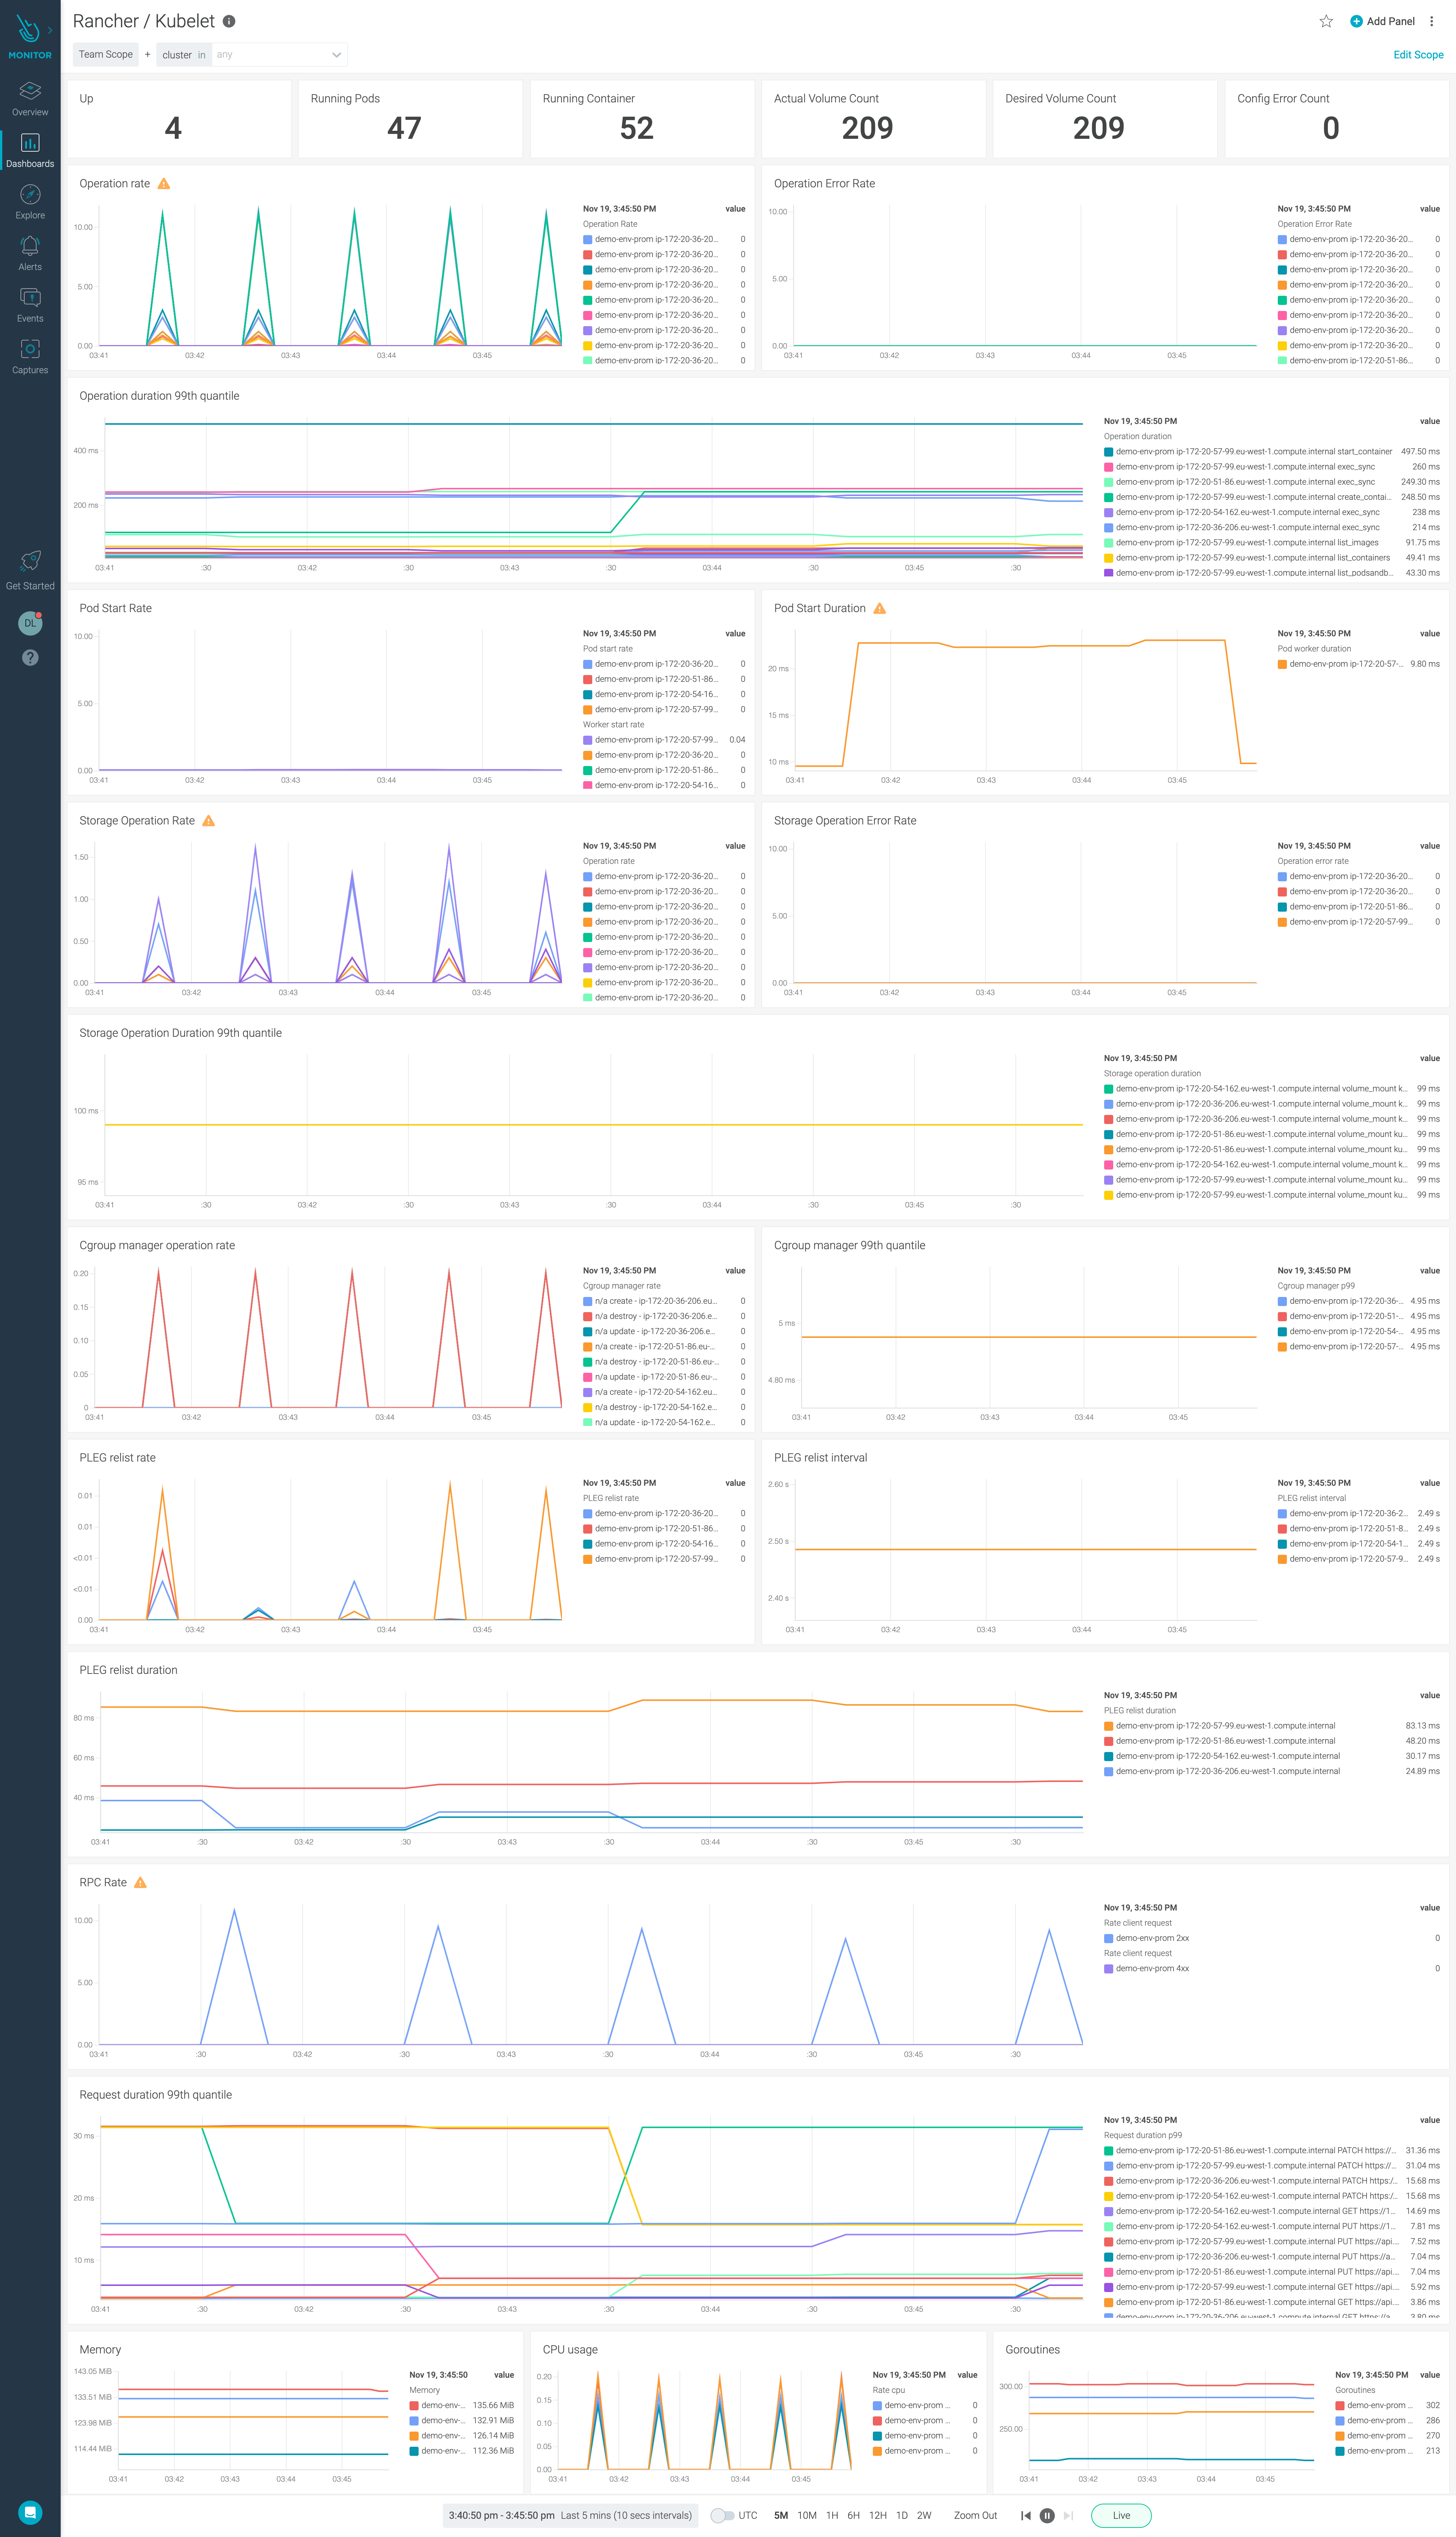 Rancher / Kubelet
Add Panel
MONITOR
Team Scope + cluster in any
Edit Scope
Overview
Dashboards
Explore
Alerts
Events
Captures
Get Started
DL
Up
4
Running Pods
47
Running Container
52
Actual Volume Count
209
Desired Volume Count
209
Config Error Count
0
Operation rate
10.00
5.00
0.00
03:41 03:42 03:43 03:44 03:45
Nov 19, 3:45:50 PM value
Operation Rate
demo-env-prom ip-172-20-36-20... 0
demo-env-prom ip-172-20-36-20... 0
demo-env-prom ip-172-20-36-20... 0
demo-env-prom ip-172-20-36-20... 0
demo-env-prom ip-172-20-36-20... 0
demo-env-prom ip-172-20-36-20... 0
demo-env-prom ip-172-20-36-20... 0
demo-env-prom ip-172-20-36-20... 0
demo-env-prom ip-172-20-36-20... 0
Operation Error Rate
10.00
5.00
0.00
03:41 03:42 03:43 03:44 03:45
Nov 19, 3:45:50 PM value
Operation Error Rate
demo-env-prom ip-172-20-36-20... 0
demo-env-prom ip-172-20-36-20... 0
demo-env-prom ip-172-20-36-20... 0
demo-env-prom ip-172-20-36-20... 0
demo-env-prom ip-172-20-36-20... 0
demo-env-prom ip-172-20-36-20... 0
demo-env-prom ip-172-20-36-20... 0
demo-env-prom ip-172-20-36-20... 0
demo-env-prom ip-172-20-51-86... 0
Operation duration 99th quantile
400 ms
200 ms
03:41 :30 03:42 :30 03:43 :30 03:44 :30 03:45 :30
Nov 19, 3:45:50 PM value
Operation duration
demo-env-prom ip-172-20-57-99.eu-west-1.compute.internal start_container 497.50 ms
demo-env-prom ip-172-20-57-99.eu-west-1.compute.internal exec_sync 260 ms
demo-env-prom ip-172-20-51-86.eu-west-1.compute.internal exec_sync 249.30 ms
demo-env-prom ip-172-20-57-99.eu-west-1.compute.internal create_contai... 248.50 ms
demo-env-prom ip-172-20-54-162.eu-west-1.compute.internal exec_sync 238 ms
demo-env-prom ip-172-20-36-206.eu-west-1.compute.internal exec_sync 214 ms
demo-env-prom ip-172-20-57-99.eu-west-1.compute.internal list_images 91.75 ms
demo-env-prom ip-172-20-57-99.eu-west-1.compute.internal list_containers 49.41 ms
demo-env-prom ip-172-20-57-99.eu-west-1.compute.internal list_podsandb... 43.30 ms
Pod Start Rate
10.00
5.00
0.00
03:41 03:42 03:43 03:44 03:45
Nov 19, 3:45:50 PM value
Pod start rate
demo-env-prom ip-172-20-36-20... 0
demo-env-prom ip-172-20-51-86... 0
demo-env-prom ip-172-20-54-16... 0
demo-env-prom ip-172-20-57-99... 0
Worker start rate
demo-env-prom ip-172-20-57-99... 0.04
demo-env-prom ip-172-20-36-20... 0
demo-env-prom ip-172-20-51-86... 0
demo-env-prom ip-172-20-54-16... 0
Pod Start Duration
20 ms
15 ms
10 ms
03:41 03:42 03:43 03:44 03:45
Nov 19, 3:45:50 PM value
Pod worker duration
demo-env-prom ip-172-20-57-... 9.80 ms
Storage Operation Rate
1.50
1.00
0.50
0.00
03:41 03:42 03:43 03:44 03:45
Nov 19, 3:45:50 PM value
Operation rate
demo-env-prom ip-172-20-36-20... 0
demo-env-prom ip-172-20-36-20... 0
demo-env-prom ip-172-20-36-20... 0
demo-env-prom ip-172-20-36-20... 0
demo-env-prom ip-172-20-36-20... 0
demo-env-prom ip-172-20-36-20... 0
demo-env-prom ip-172-20-36-20... 0
demo-env-prom ip-172-20-36-20... 0
demo-env-prom ip-172-20-36-20... 0
Storage Operation Error Rate
10.00
5.00
0.00
03:41 03:42 03:43 03:44 03:45
Nov 19, 3:45:50 PM value
Operation error rate
demo-env-prom ip-172-20-36-20... 0
demo-env-prom ip-172-20-36-20... 0
demo-env-prom ip-172-20-51-86... 0
demo-env-prom ip-172-20-57-99... 0
Storage Operation Duration 99th quantile
100 ms
95 ms
03:41 :30 03:42 :30 03:43 :30 03:44 :30 03:45 :30
Nov 19, 3:45:50 PM value
Storage operation duration
demo-env-prom ip-172-20-54-162.eu-west-1.compute.internal volume_mount k... 99 ms
demo-env-prom ip-172-20-36-206.eu-west-1.compute.internal volume_mount k... 99 ms
demo-env-prom ip-172-20-36-206.eu-west-1.compute.internal volume_mount k... 99 ms
demo-env-prom ip-172-20-51-86.eu-west-1.compute.internal volume_mount ku... 99 ms
demo-env-prom ip-172-20-51-86.eu-west-1.compute.internal volume_mount ku... 99 ms
demo-env-prom ip-172-20-54-162.eu-west-1.compute.internal volume_mount k... 99 ms
demo-env-prom ip-172-20-57-99.eu-west-1.compute.internal volume_mount ku... 99 ms
demo-env-prom ip-172-20-57-99.eu-west-1.compute.internal volume_mount ku... 99 ms
Cgroup manager operation rate
0.20
0.15
0.10
0.05
0
03:41 03:42 03:43 03:44 03:45
Nov 19, 3:45:50 PM value
Cgroup manager rate
n/a create - ip-172-20-36-206.eu... 0
n/a destroy - ip-172-20-36-206.e... 0
n/a update - ip-172-20-36-206.e... 0
n/a create - ip-172-20-51-86.eu-... 0
n/a destroy - ip-172-20-51-86.eu-... 0
n/a update - ip-172-20-51-86.eu-... 0
n/a create - ip-172-20-54-162.eu... 0
n/a destroy - ip-172-20-54-162.e... 0
n/a update - ip-172-20-54-162.e... 0
Cgroup manager 99th quantile
5 ms
4.80 ms
03:41 03:42 03:43 03:44 03:45
Nov 19, 3:45:50 PM value
Cgroup manager p99
demo-env-prom ip-172-20-36-... 4.95 ms
demo-env-prom ip-172-20-51-... 4.95 ms
demo-env-prom ip-172-20-54-... 4.95 ms
demo-env-prom ip-172-20-57-... 4.95 ms
PLEG relist rate
0.01
0.01
<0.01
<0.01
0.00
03:41 03:42 03:43 03:44 03:45
Nov 19, 3:45:50 PM value
PLEG relist rate
demo-env-prom ip-172-20-36-20... 0
demo-env-prom ip-172-20-51-86... 0
demo-env-prom ip-172-20-54-16... 0
demo-env-prom ip-172-20-57-99... 0
PLEG relist interval
2.60 s
2.50 s
2.40 s
03:41 03:42 03:43 03:44 03:45
Nov 19, 3:45:50 PM value
PLEG relist interval
demo-env-prom ip-172-20-36-2... 2.49 s
demo-env-prom ip-172-20-51-8... 2.49 s
demo-env-prom ip-172-20-54-1... 2.49 s
demo-env-prom ip-172-20-57-9... 2.49 s
PLEG relist duration
80 ms
60 ms
40 ms
03:41 :30 03:42 :30 03:43 :30 03:44 :30 03:45 :30
Nov 19, 3:45:50 PM value
PLEG relist duration
demo-env-prom ip-172-20-57-99.eu-west-1.compute.internal 83.13 ms
demo-env-prom ip-172-20-51-86.eu-west-1.compute.internal 48.20 ms
demo-env-prom ip-172-20-54-162.eu-west-1.compute.internal 30.17 ms
demo-env-prom ip-172-20-36-206.eu-west-1.compute.internal 24.89 ms
RPC Rate
10.00
5.00
0.00
03:41 :30 03:42 :30 03:43 :30 03:44 :30 03:45 :30
Nov 19, 3:45:50 PM value
Rate client request
demo-env-prom 2xx 0
Rate client request
demo-env-prom 4xx 0
Request duration 99th quantile
30 ms
20 ms
10 ms
03:41 :30 03:42 :30 03:43 :30 03:44 :30 03:45 :30
Nov 19, 3:45:50 PM value
Request duration p99
demo-env-prom ip-172-20-51-86.eu-west-1.compute.internal PATCH https://... 31.36 ms
demo-env-prom ip-172-20-57-99.eu-west-1.compute.internal PATCH https://... 31.04 ms
demo-env-prom ip-172-20-36-206.eu-west-1.compute.internal PATCH https:/... 15.68 ms
demo-env-prom ip-172-20-54-162.eu-west-1.compute.internal PATCH https:/... 15.68 ms
demo-env-prom ip-172-20-54-162.eu-west-1.compute.internal GET https://1... 14.69 ms
demo-env-prom ip-172-20-54-162.eu-west-1.compute.internal PUT https://1... 7.81 ms
demo-env-prom ip-172-20-57-99.eu-west-1.compute.internal PUT https://api.... 7.52 ms
demo-env-prom ip-172-20-36-206.eu-west-1.compute.internal PUT https://a... 7.04 ms
demo-env-prom ip-172-20-51-86.eu-west-1.compute.internal PUT https://api.... 7.04 ms
demo-env-prom ip-172-20-57-99.eu-west-1.compute.internal GET https://api.... 5.92 ms
demo-env-prom ip-172-20-51-86.eu-west-1.compute.internal GET https://api.... 3.86 ms
demo-env-prom ip-172-20-36-206.eu-west-1.compute.internal GET https://a... 3.80 ms
Memory
143.05 MiB
133.51 MiB
123.98 MiB
114.44 MiB
03:41 03:42 03:43 03:44 03:45
Nov 19, 3:45:50 value
Memory
demo-env-... 135.66 MiB
demo-env-... 132.91 MiB
demo-env-... 126.14 MiB
demo-env-... 112.36 MiB
CPU usage
0.20
0.15
0.10
0.05
0.00
03:41 03:42 03:43 03:44 03:45
Nov 19, 3:45:50 PM value
Rate cpu
demo-env-prom ... 0
demo-env-prom ... 0
demo-env-prom ... 0
demo-env-prom ... 0
Goroutines
300.00
250.00
03:41 03:42 03:43 03:44 03:45
Nov 19, 3:45:50 PM value
Goroutines
demo-env-prom ... 302
demo-env-prom ... 286
demo-env-prom ... 270
demo-env-prom ... 213
3:40:50 pm - 3:45:50 pm Last 5 mins (10 secs intervals) UTC 5M 10M 1H 6H 12H 1D 2W Zoom Out Live